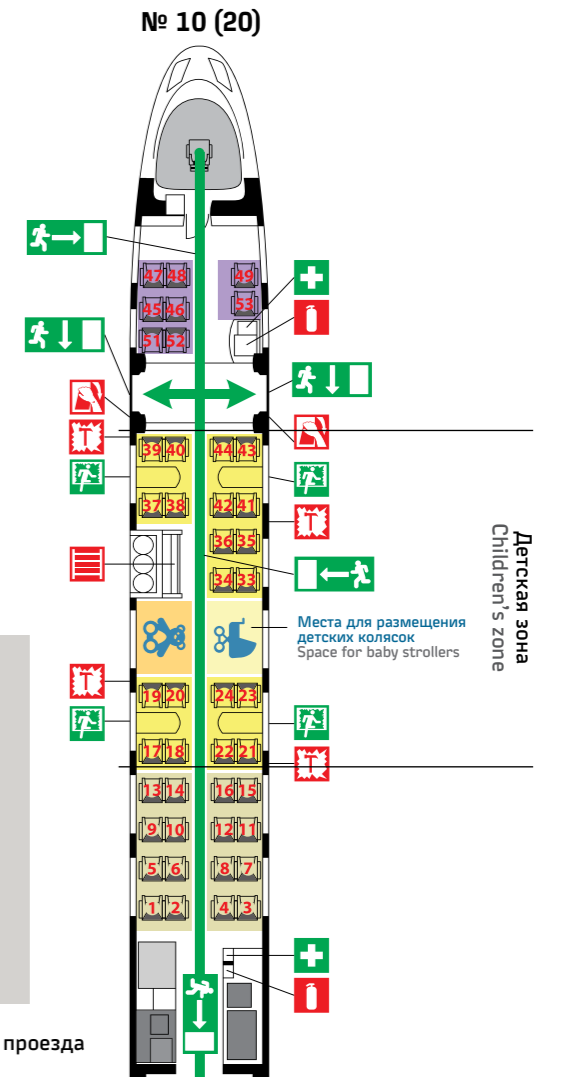 № 10 (20)
47 48 49
45 46 53
51 52
39 40 44 43
37 38 42 41
36 35
34 33
Детская зона
Children's zone
Места для размещения
детских колясок
Space for baby strollers
19 20 24 23
17 18 22 21
13 14 16 15
9 10 12 11
5 6 8 7
1 2 4 3
T
T
T
T
проезда